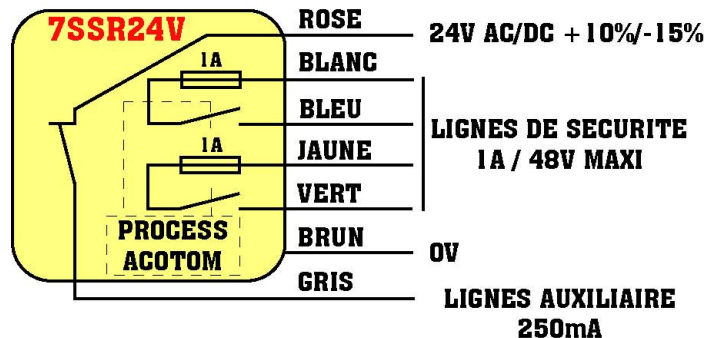 7SSR24V
ROSE
24V AC/DC +10%/-15%
1A
BLANC
BLEU
LIGNES DE SECURITE
1A / 48V MAXI
1A
JAUNE
VERT
PROCESS
ACOTOM
BRUN
0V
GRIS
LIGNES AUXILIAIRE
250mA